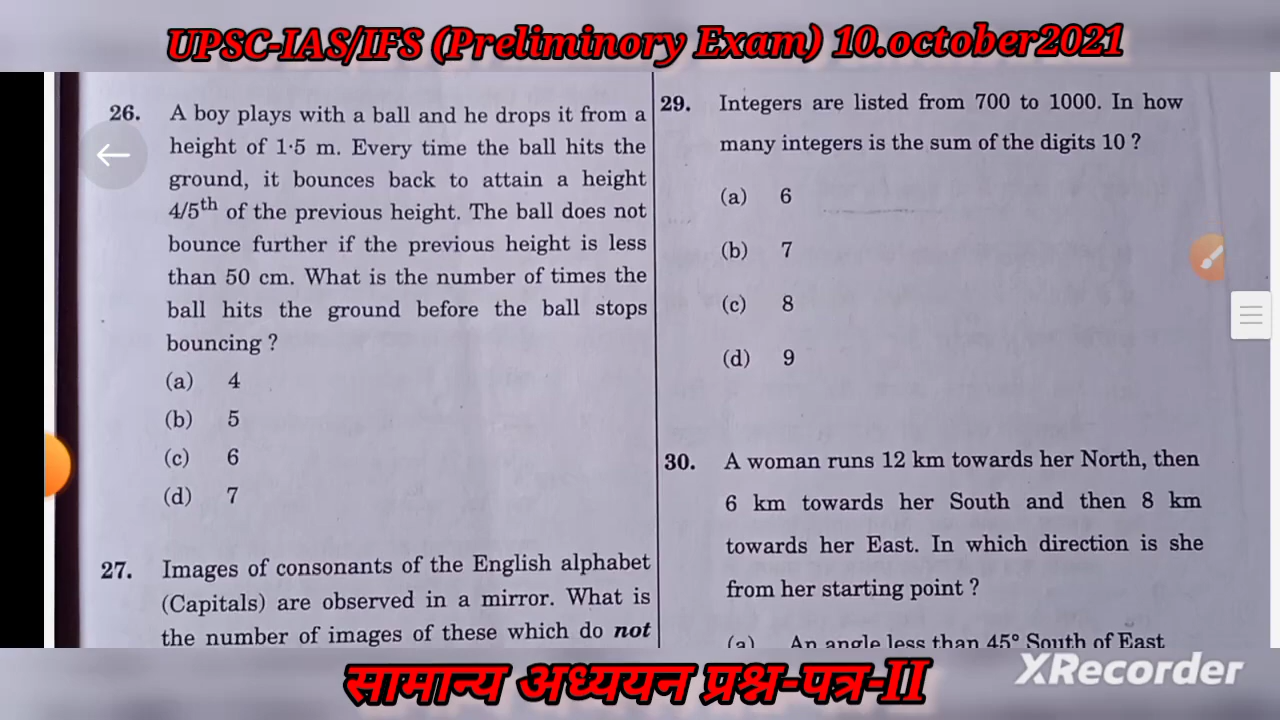 UPSC-IAS/IFS (Preliminory Exam) 10.october2021
26. A boy plays with a ball and he drops it from a
height of 1·5 m. Every time the ball hits the
ground, it bounces back to attain a height
4/5th of the previous height. The ball does not
bounce further if the previous height is less
than 50 cm. What is the number of times the
ball hits the ground before the ball stops
bouncing ?
(a) 4
(b) 5
(c) 6
(d) 7
27. Images of consonants of the English alphabet
(Capitals) are observed in a mirror. What is
the number of images of these which do not
29. Integers are listed from 700 to 1000. In how
many integers is the sum of the digits 10 ?
(a) 6
(b) 7
(c) 8
(d) 9
30. A woman runs 12 km towards her North, then
6 km towards her South and then 8 km
towards her East. In which direction is she
from her starting point ?
(a) An angle less than 45° South of East
सामान्य अध्ययन प्रश्न-पत्र-II
XRecorder